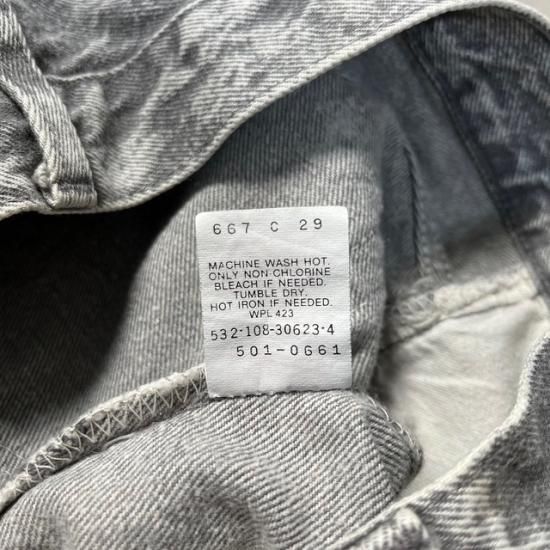 667 C 29
MACHINE WASH HOT.
ONLY NON-CHLORINE
BLEACH IF NEEDED.
TUMBLE DRY.
HOT IRON IF NEEDED.
WPL 423
532-108-30623-4
501-0661